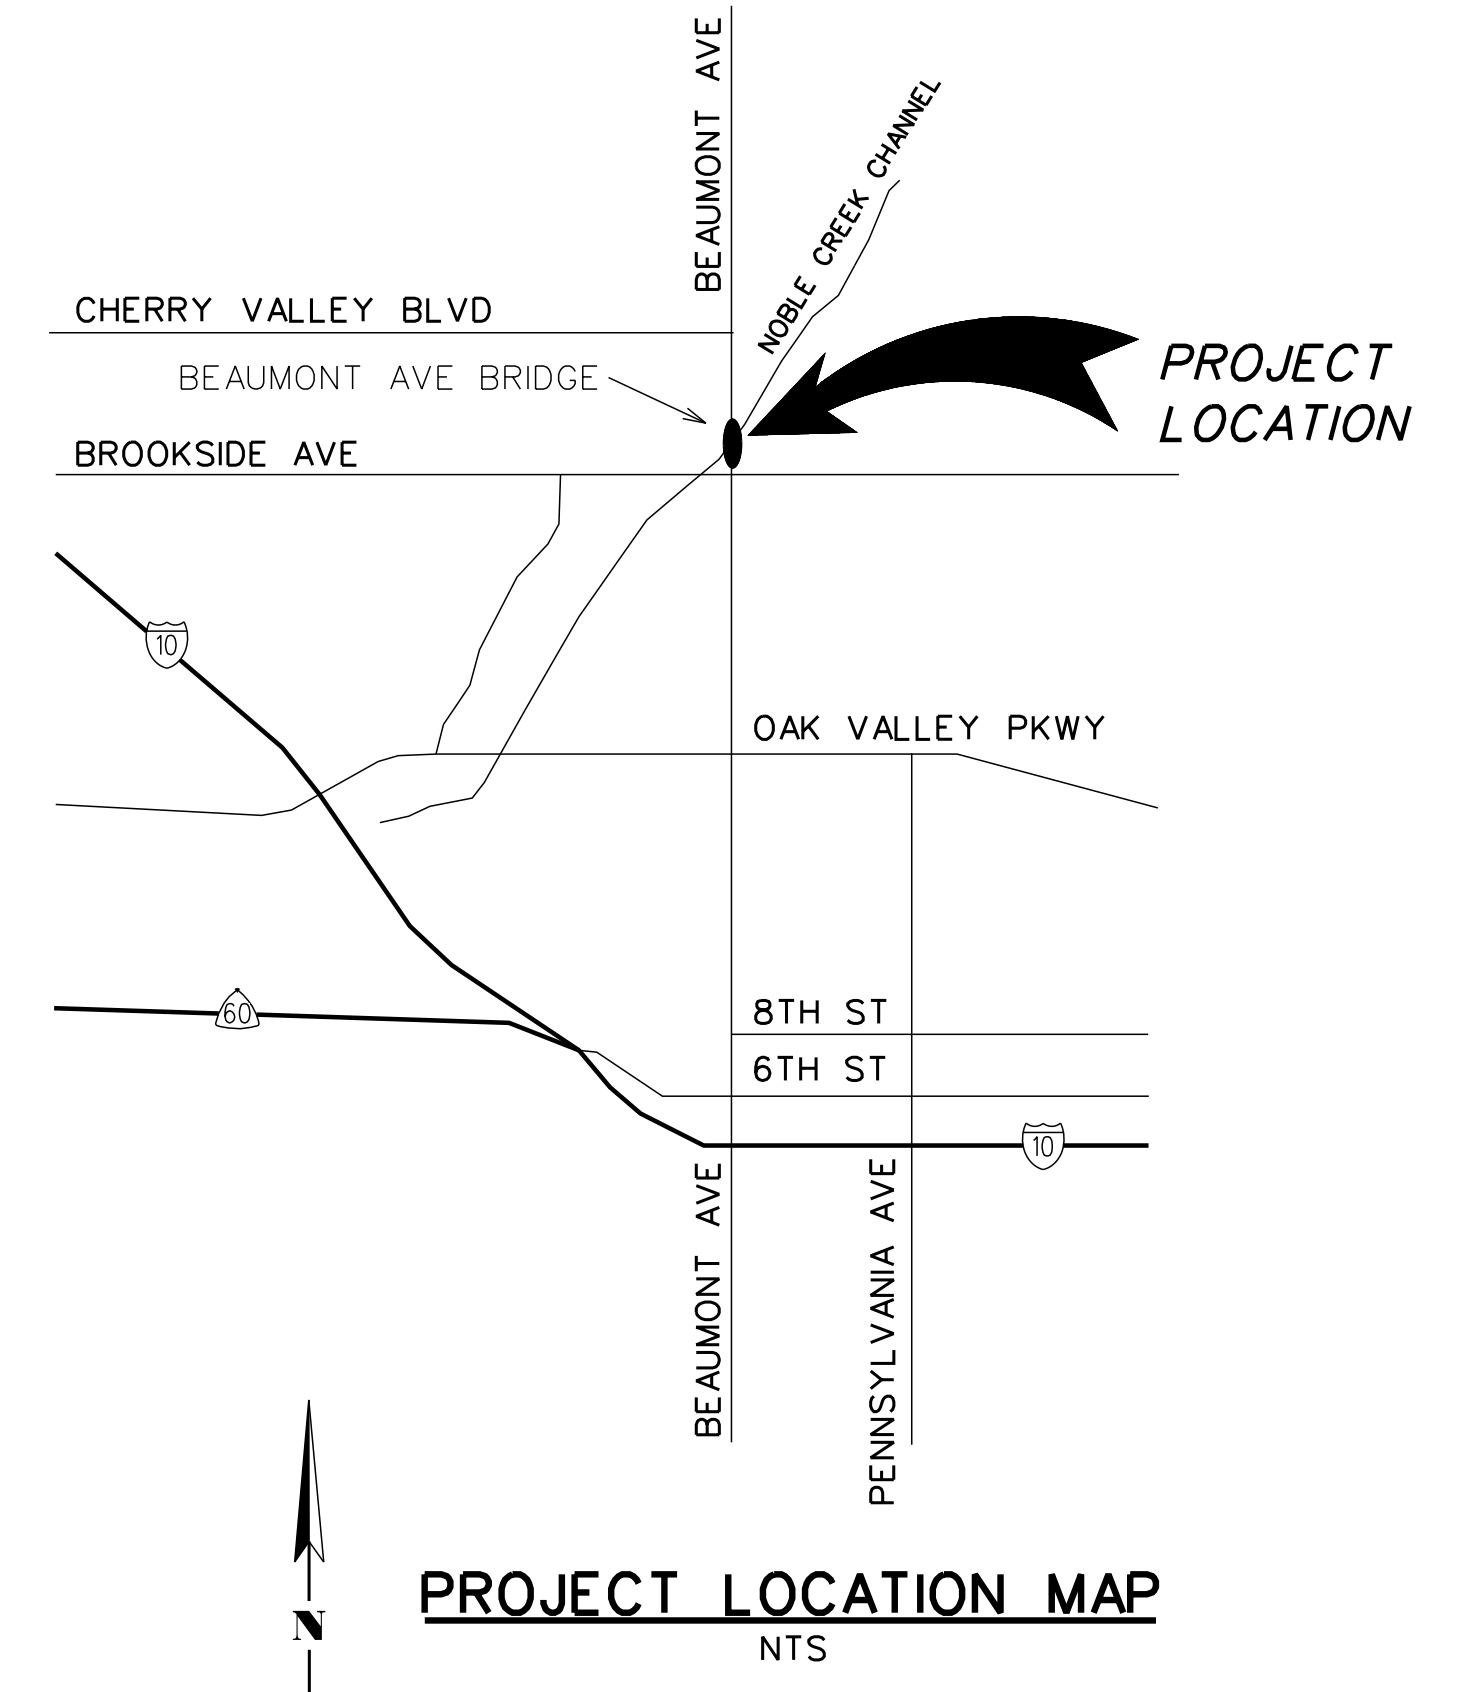 BEAUMONT AVE
NOBLE CREEK CHANNEL
CHERRY VALLEY BLVD
BEAUMONT AVE BRIDGE
PROJECT
LOCATION
BROOKSIDE AVE
10
OAK VALLEY PKWY
60
8TH ST
6TH ST
10
BEAUMONT AVE
PENNSYLVANIA AVE
N
PROJECT LOCATION MAP
NTS